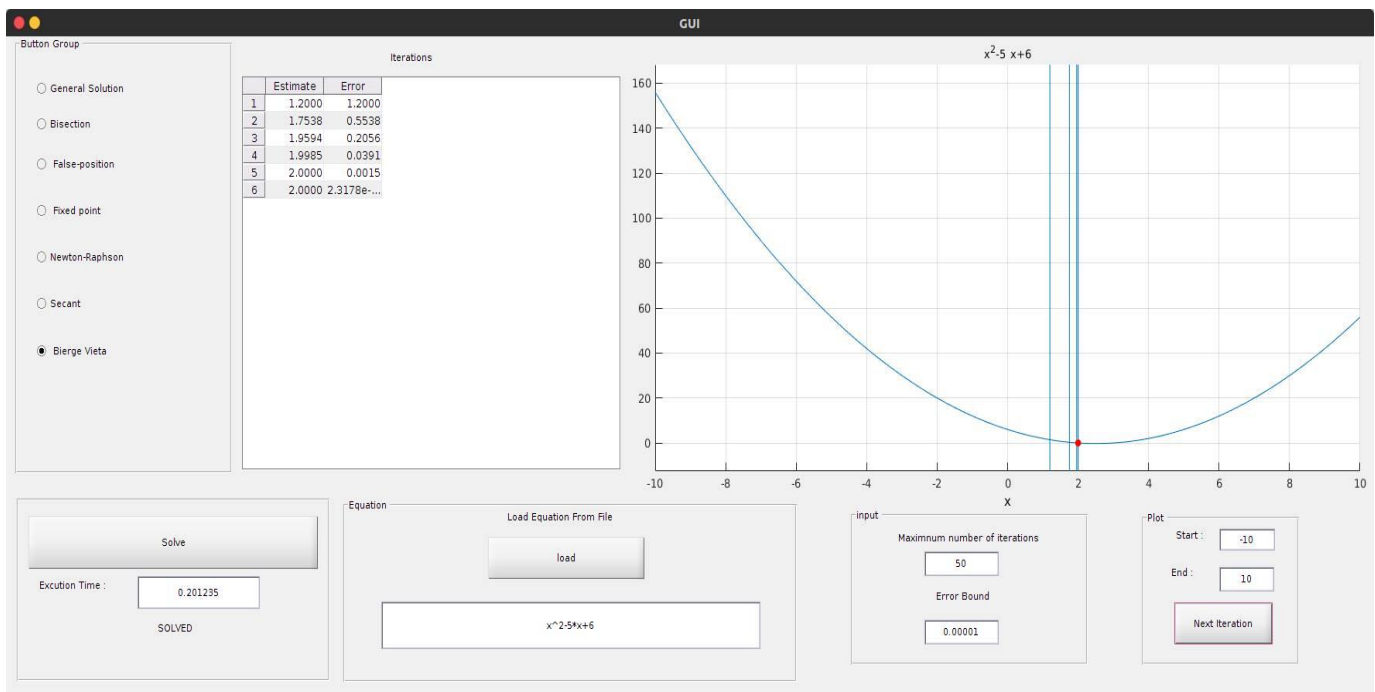 GUI
Button Group
General Solution
Bisection
False-position
Fixed point
Newton-Raphson
Secant
Bierge Vieta
Iterations
Estimate Error
1 1.2000 1.2000
2 1.7538 0.5538
3 1.9594 0.2056
4 1.9985 0.0391
5 2.0000 0.0015
6 2.0000 2.3178e-...
x²-5 x+6
160
140
120
100
80
60
40
20
0
-10 -8 -6 -4 -2 0 2 4 6 8 10
x
Solve
Excution Time :
0.201235
SOLVED
Equation
Load Equation From File
load
x^2-5*x+6
input
Maximnum number of iterations
50
Error Bound
0.00001
Plot
Start : -10
End : 10
Next Iteration